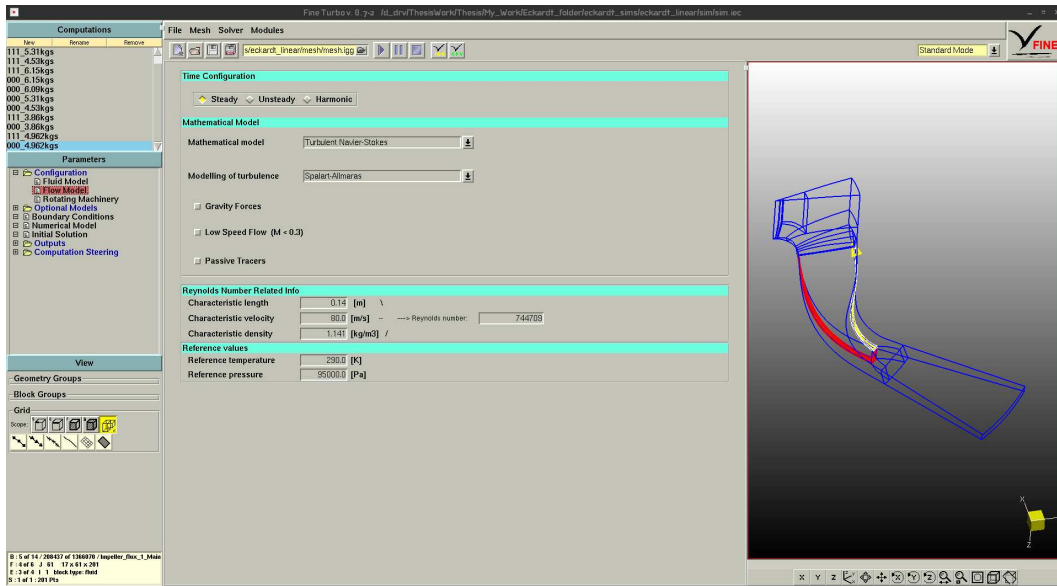 Fine Turbo v. 8.7-2 /d_drv/ThesisWork/Thesis/My_Work/Eckardt_folder/eckardt_sims/eckardt_linear/sim/sim.iec
Computations
File Mesh Solver Modules
New Rename Remove
s/eckardt_linear/mesh/mesh.igg
Standard Mode
FINE
111_5.31kgs
111_4.53kgs
111_6.15kgs
000_6.15kgs
000_6.09kgs
000_5.31kgs
000_4.53kgs
111_3.86kgs
000_3.86kgs
111_4.962kgs
000_4.962kgs
Parameters
Configuration
Fluid Model
Flow Model
Rotating Machinery
Optional Models
Boundary Conditions
Numerical Model
Initial Solution
Outputs
Computation Steering
View
Geometry Groups
Block Groups
Grid
Scope:
B : 5 of 14 / 208437 of 1366070 / Impeller_flux_1_Main
F : 4 of 6 J 61 17 x 61 x 201
E : 3 of 4 I 1 block type: fluid
S : 1 of 1 : 201 Pts
Time Configuration
Steady Unsteady Harmonic
Mathematical Model
Mathematical model Turbulent Navier-Stokes
Modelling of turbulence Spalart-Allmaras
Gravity Forces
Low Speed Flow (M < 0.3)
Passive Tracers
Reynolds Number Related Info
Characteristic length 0.14 [m] \
Characteristic velocity 80.0 [m/s] -- ---> Reynolds number: 744709
Characteristic density 1.141 [kg/m3] /
Reference values
Reference temperature 290.0 [K]
Reference pressure 95000.0 [Pa]
X
Z
X Y Z